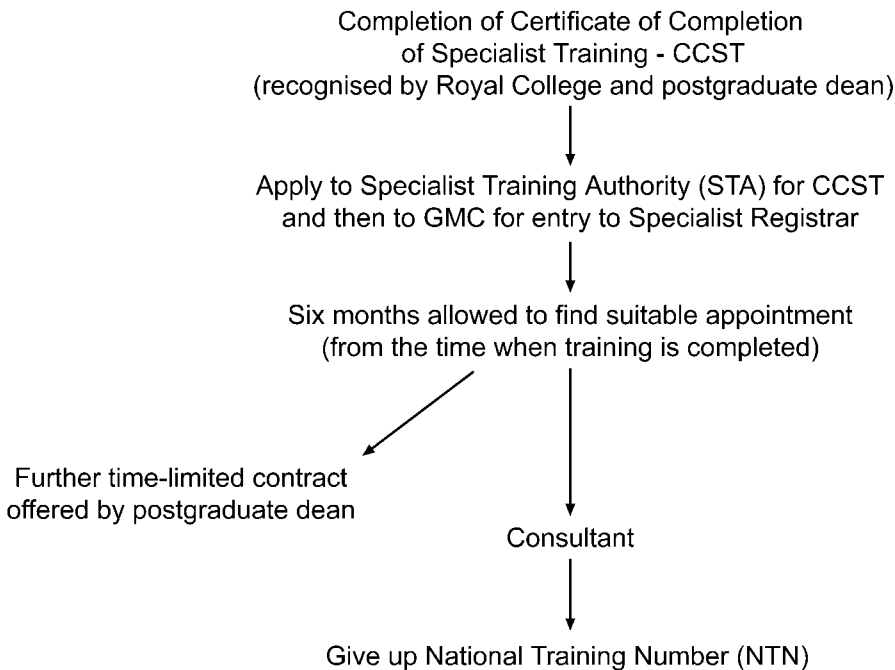 Completion of Certificate of Completion
of Specialist Training - CCST
(recognised by Royal College and postgraduate dean)
Apply to Specialist Training Authority (STA) for CCST
and then to GMC for entry to Specialist Registrar
Six months allowed to find suitable appointment
(from the time when training is completed)
Further time-limited contract
offered by postgraduate dean
Consultant
Give up National Training Number (NTN)